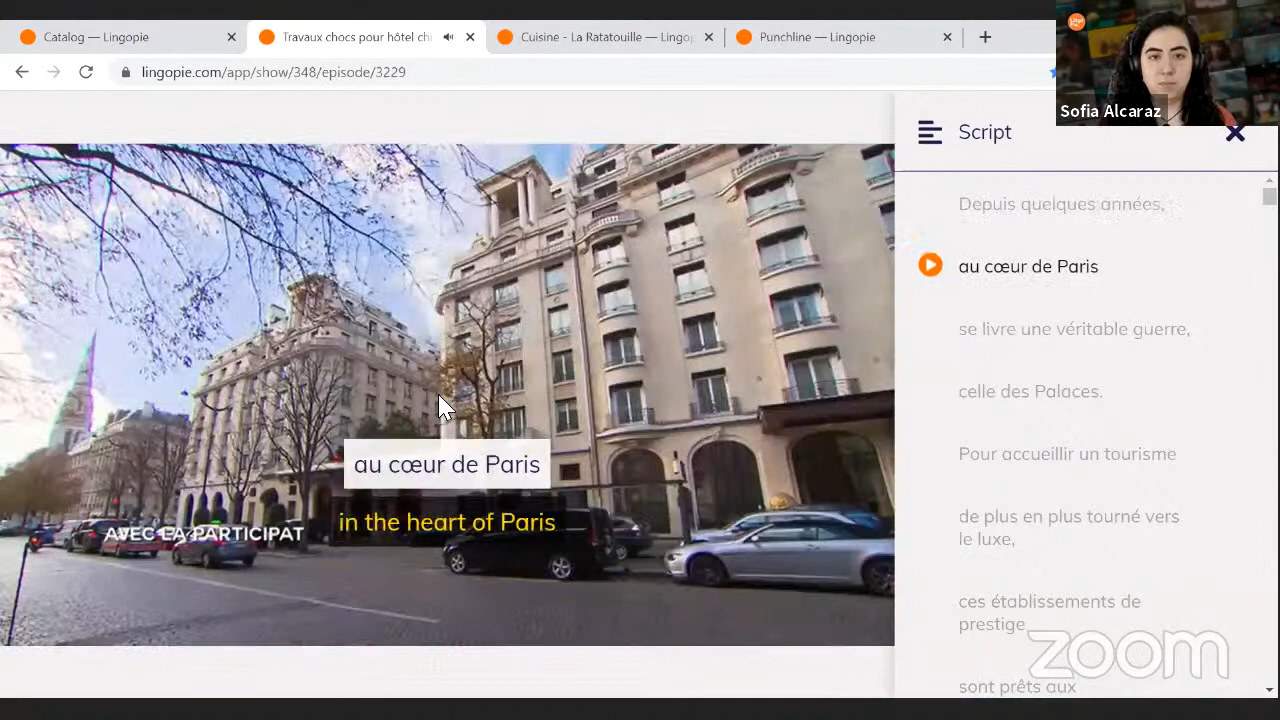 Catalog — Lingopie
Travaux chocs pour hôtel ch
Cuisine - La Ratatouille — Lingop
Punchline — Lingopie
lingopie.com/app/show/348/episode/3229
Sofia Alcaraz
Script
Depuis quelques années,
au cœur de Paris
se livre une véritable guerre,
celle des Palaces.
Pour accueillir un tourisme
de plus en plus tourné vers
le luxe,
ces établissements de
prestige
sont prêts aux
au cœur de Paris
in the heart of Paris
AVEC LA PARTICIPAT
zoom